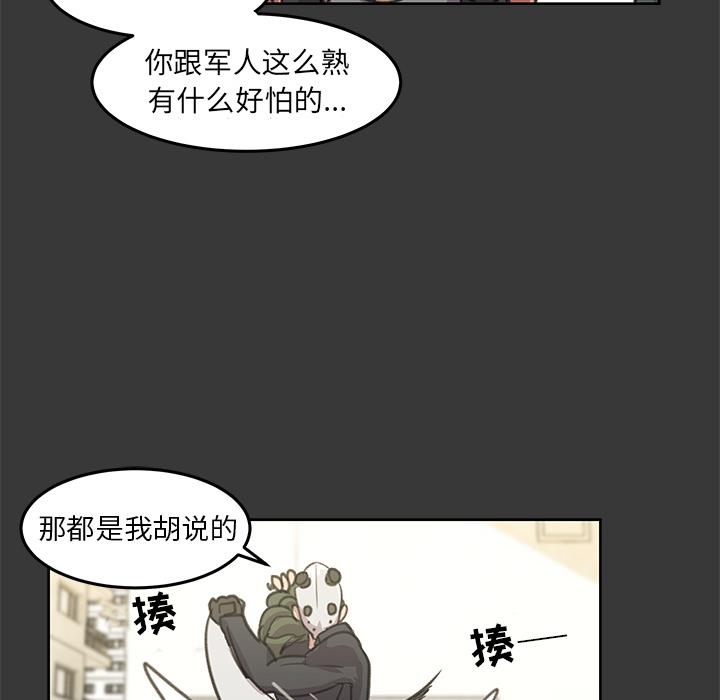 你跟军人这么熟
有什么好怕的…
那都是我胡说的
揍
揍